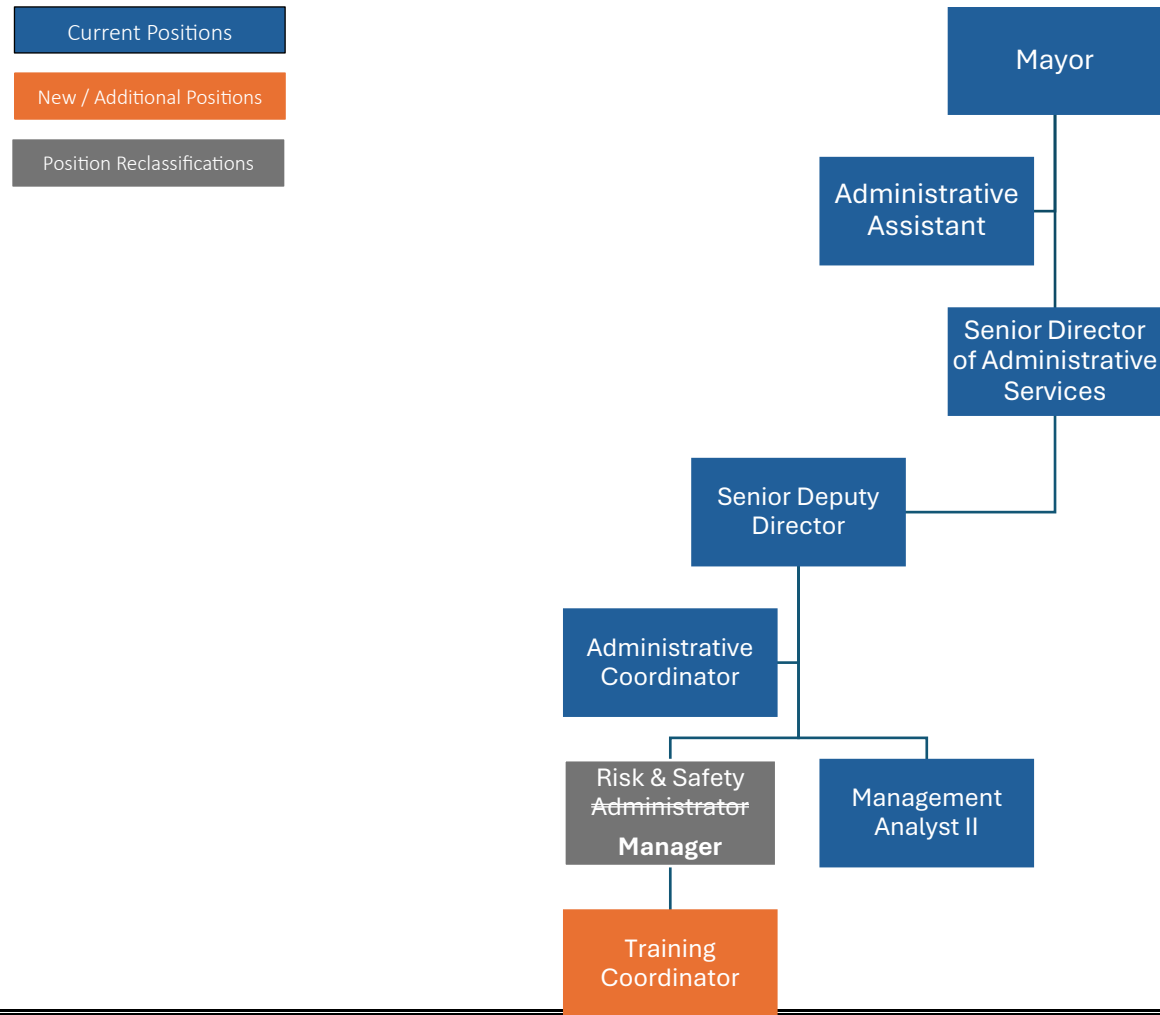 Current Positions
New / Additional Positions
Position Reclassifications
Mayor
Administrative
Assistant
Senior Director
of Administrative
Services
Senior Deputy
Director
Administrative
Coordinator
Risk & Safety
Administrator
Manager
Management
Analyst II
Training
Coordinator